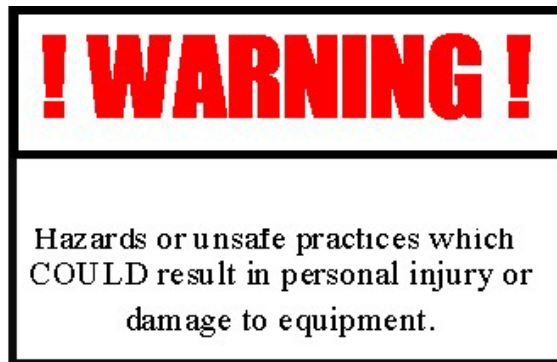 ! WARNING !
Hazards or unsafe practices which
COULD result in personal injury or
damage to equipment.